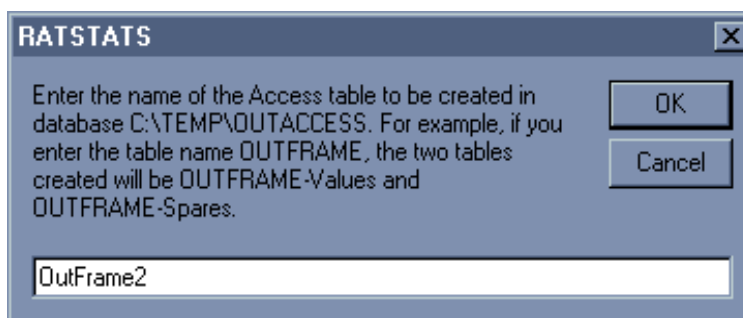 RATSTATS
Enter the name of the Access table to be created in
database C:\TEMP\OUTACCESS. For example, if you
enter the table name OUTFRAME, the two tables
created will be OUTFRAME-Values and
OUTFRAME-Spares.
OK
Cancel
OutFrame2